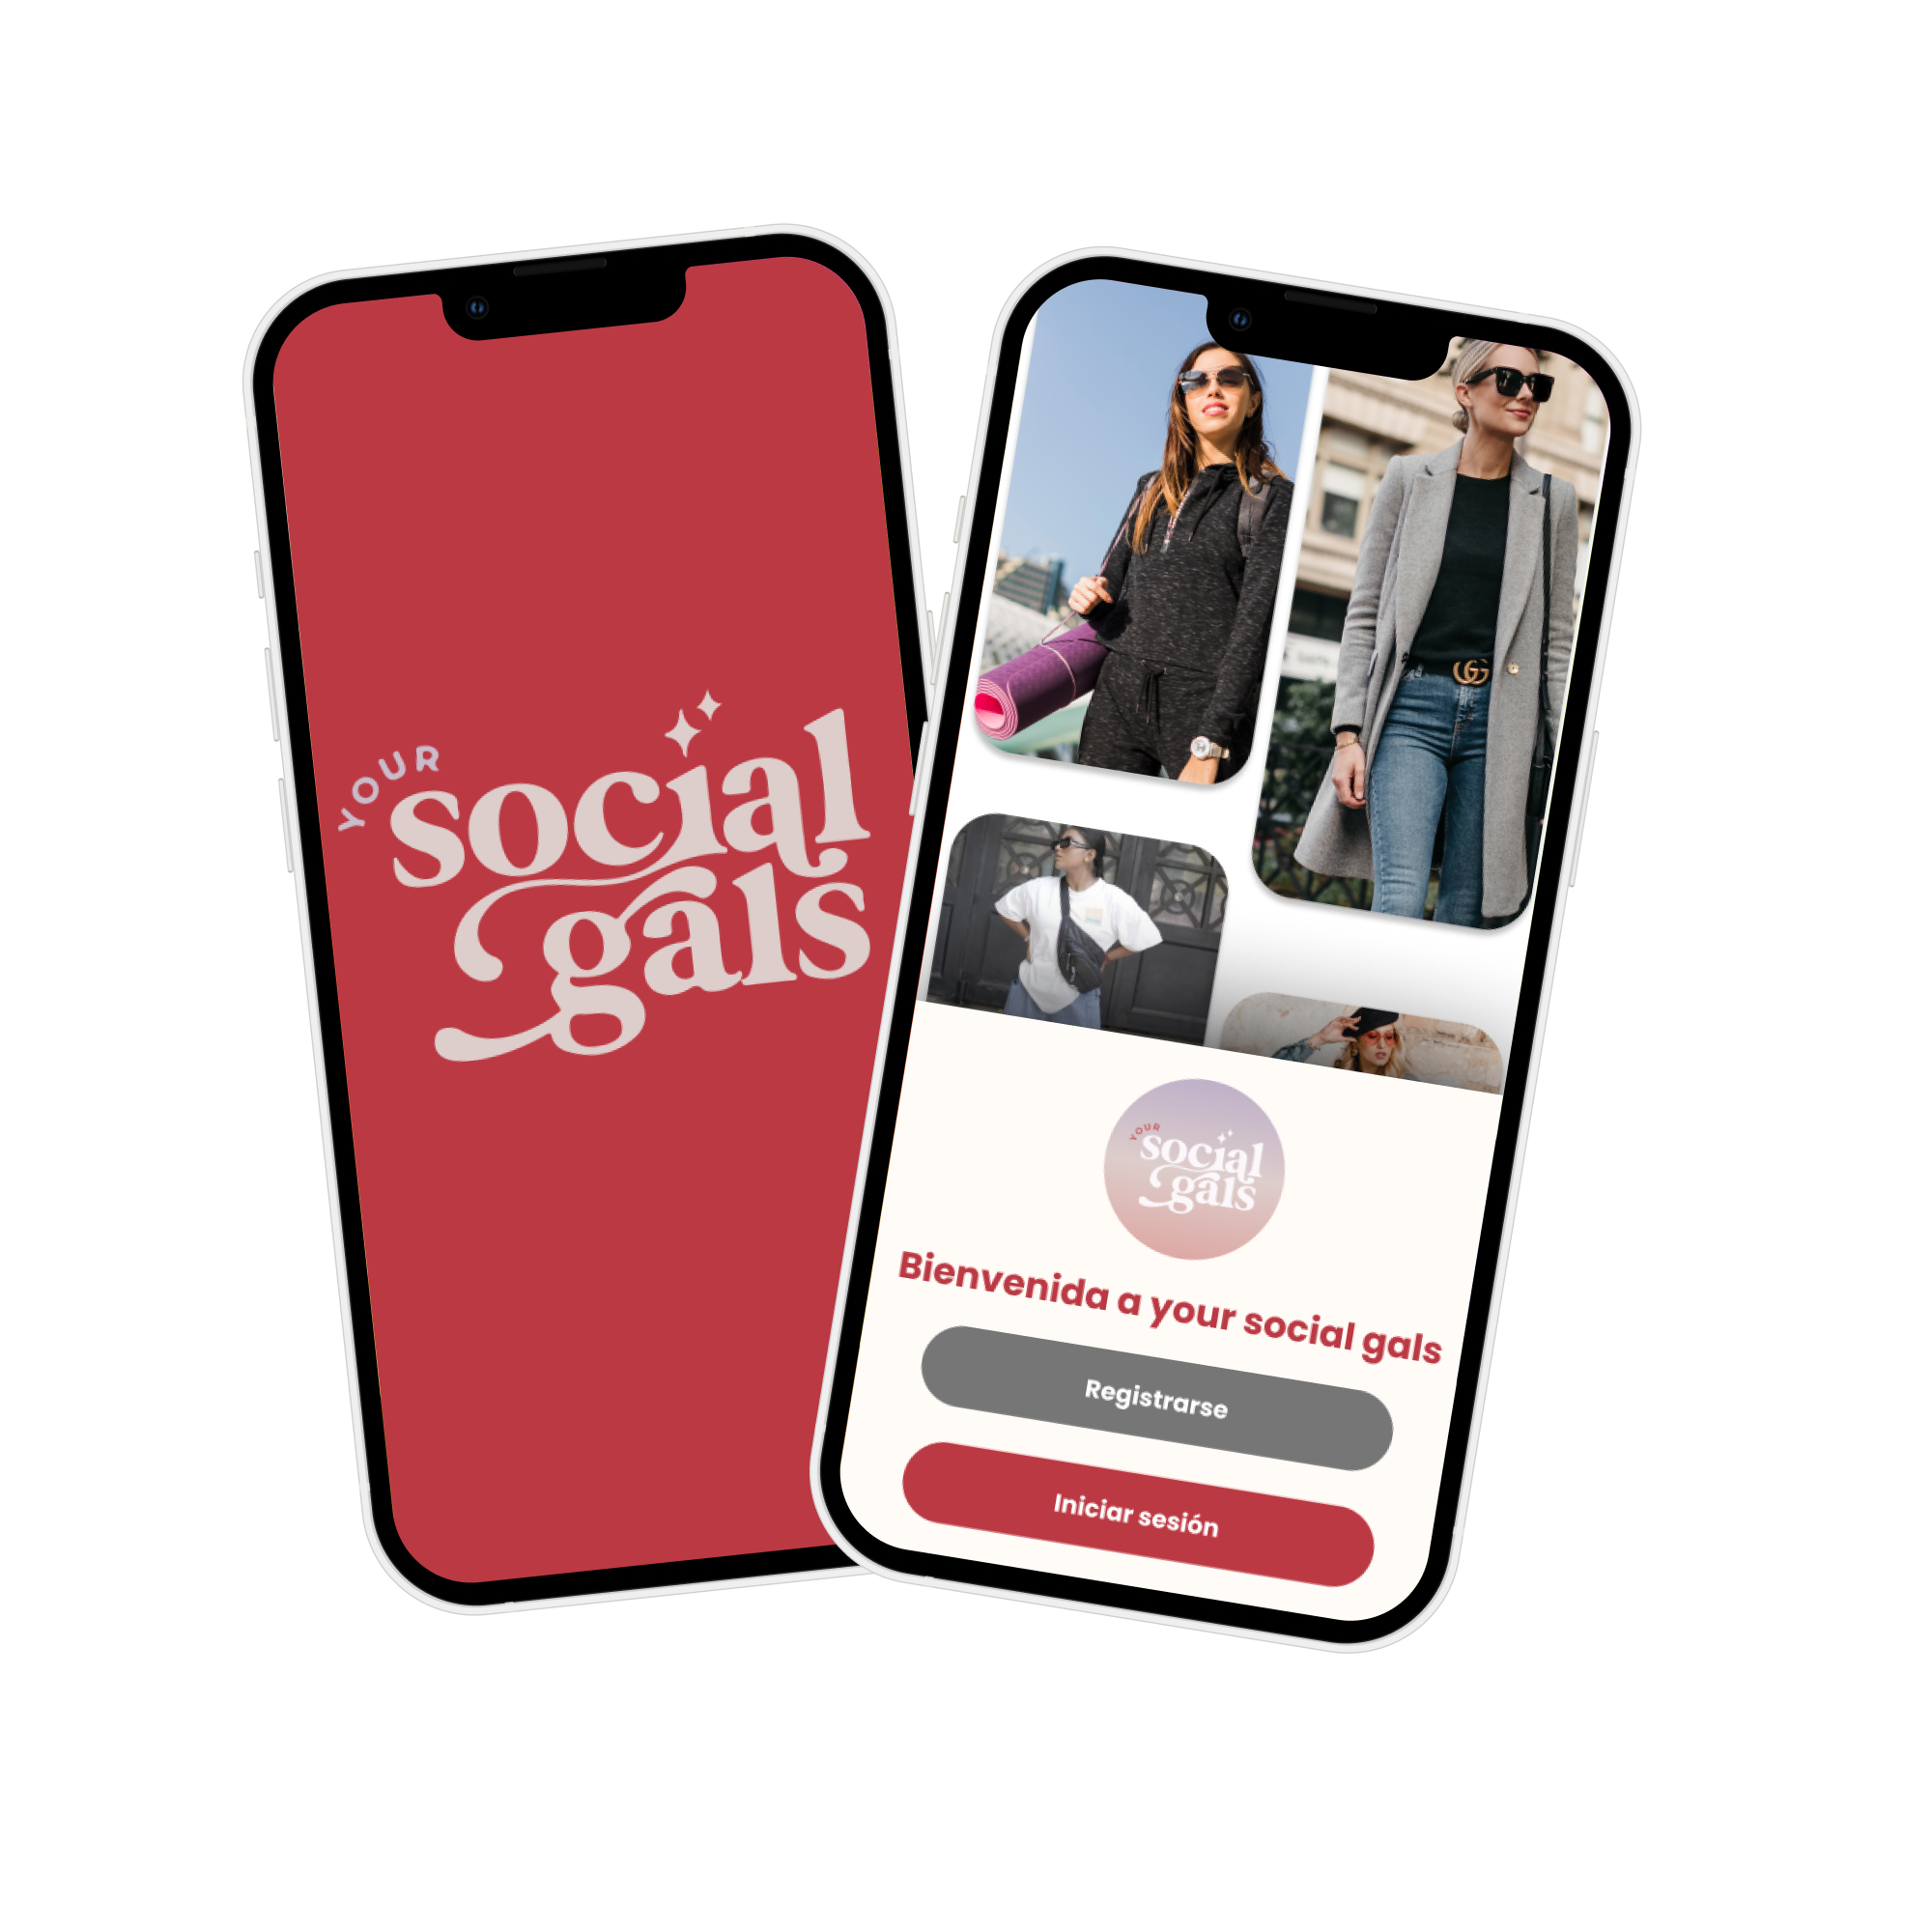 YOUR
social
gals
YOUR
social
gals
Bienvenida a your social gals
Registrarse
Iniciar sesión